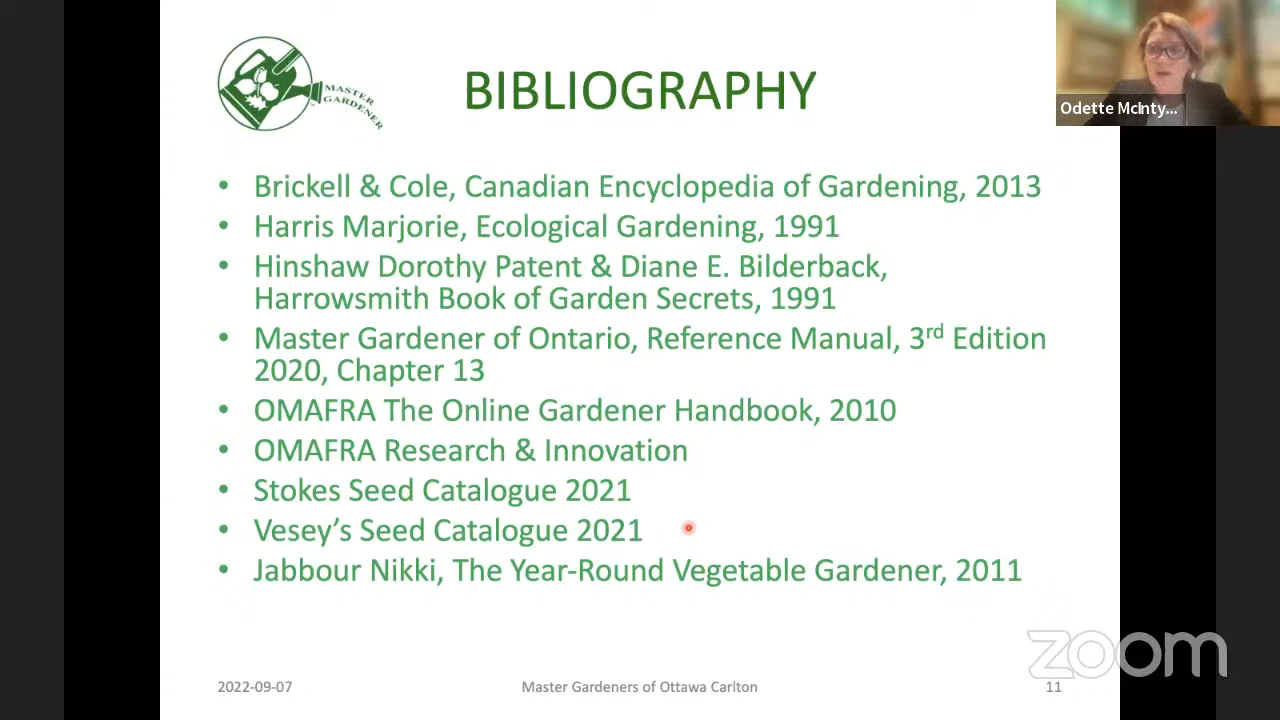 MASTER
GARDENER
BIBLIOGRAPHY
Odette McInty...
• Brickell & Cole, Canadian Encyclopedia of Gardening, 2013
• Harris Marjorie, Ecological Gardening, 1991
• Hinshaw Dorothy Patent & Diane E. Bilderback,
Harrowsmith Book of Garden Secrets, 1991
• Master Gardener of Ontario, Reference Manual, 3rd Edition
2020, Chapter 13
• OMAFRA The Online Gardener Handbook, 2010
• OMAFRA Research & Innovation
• Stokes Seed Catalogue 2021
• Vesey's Seed Catalogue 2021
• Jabbour Nikki, The Year-Round Vegetable Gardener, 2011
zoom
2022-09-07
Master Gardeners of Ottawa Carlton
11